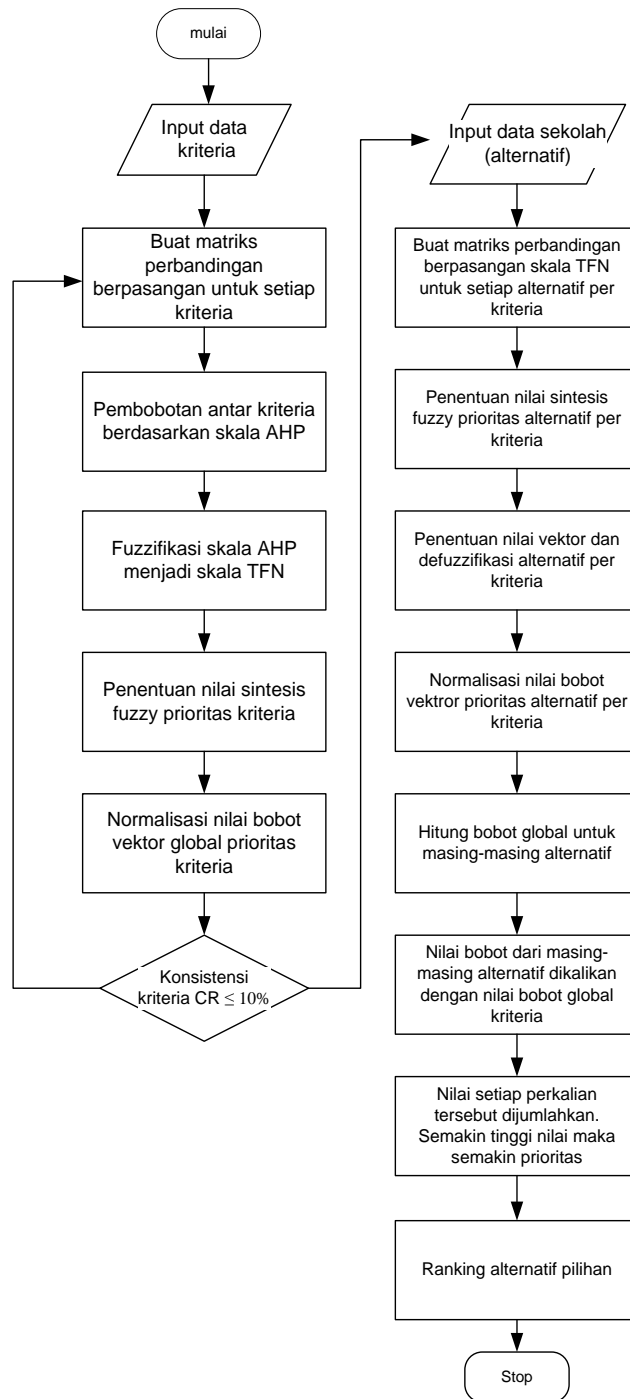 mulai
Input data
kriteria
Buat matriks
perbandingan
berpasangan untuk setiap
kriteria
Pembobotan antar kriteria
berdasarkan skala AHP
Fuzzifikasi skala AHP
menjadi skala TFN
Penentuan nilai sintesis
fuzzy prioritas kriteria
Normalisasi nilai bobot
vektor global prioritas
kriteria
Konsistensi
kriteria CR ≤ 10%
Input data sekolah
(alternatif)
Buat matriks perbandingan
berpasangan skala TFN
untuk setiap alternatif per
kriteria
Penentuan nilai sintesis
fuzzy prioritas alternatif per
kriteria
Penentuan nilai vektor dan
defuzzifikasi alternatif per
kriteria
Normalisasi nilai bobot
vektror prioritas alternatif per
kriteria
Hitung bobot global untuk
masing-masing alternatif
Nilai bobot dari masing-
masing alternatif dikalikan
dengan nilai bobot global
kriteria
Nilai setiap perkalian
tersebut dijumlahkan.
Semakin tinggi nilai maka
semakin prioritas
Ranking alternatif pilihan
Stop